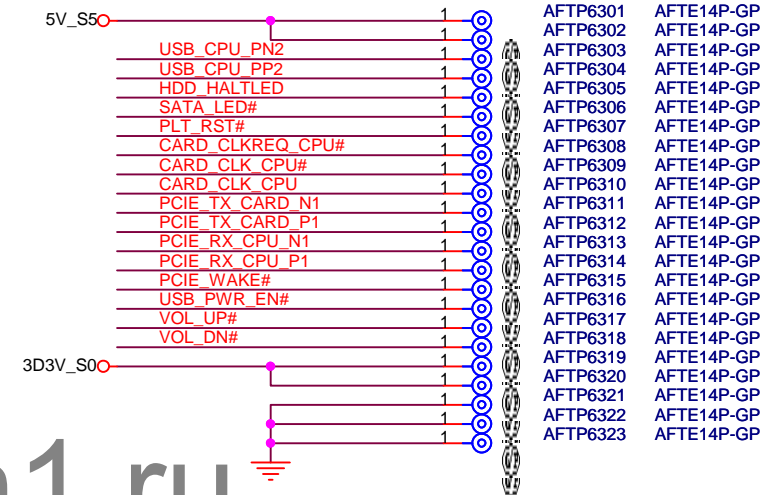 5V_S5 1 AFTP6301 AFTE14P-GP
1 AFTP6302 AFTE14P-GP
USB_CPU_PN2 1 AFTP6303 AFTE14P-GP
USB_CPU_PP2 1 AFTP6304 AFTE14P-GP
HDD_HALTLED 1 AFTP6305 AFTE14P-GP
SATA_LED# 1 AFTP6306 AFTE14P-GP
PLT_RST# 1 AFTP6307 AFTE14P-GP
CARD_CLKREQ_CPU# 1 AFTP6308 AFTE14P-GP
CARD_CLK_CPU# 1 AFTP6309 AFTE14P-GP
CARD_CLK_CPU 1 AFTP6310 AFTE14P-GP
PCIE_TX_CARD_N1 1 AFTP6311 AFTE14P-GP
PCIE_TX_CARD_P1 1 AFTP6312 AFTE14P-GP
PCIE_RX_CPU_N1 1 AFTP6313 AFTE14P-GP
PCIE_RX_CPU_P1 1 AFTP6314 AFTE14P-GP
PCIE_WAKE# 1 AFTP6315 AFTE14P-GP
USB_PWR_EN# 1 AFTP6316 AFTE14P-GP
VOL_UP# 1 AFTP6317 AFTE14P-GP
VOL_DN# 1 AFTP6318 AFTE14P-GP
3D3V_S0 1 AFTP6319 AFTE14P-GP
1 AFTP6320 AFTE14P-GP
1 AFTP6321 AFTE14P-GP
1 AFTP6322 AFTE14P-GP
1 AFTP6323 AFTE14P-GP